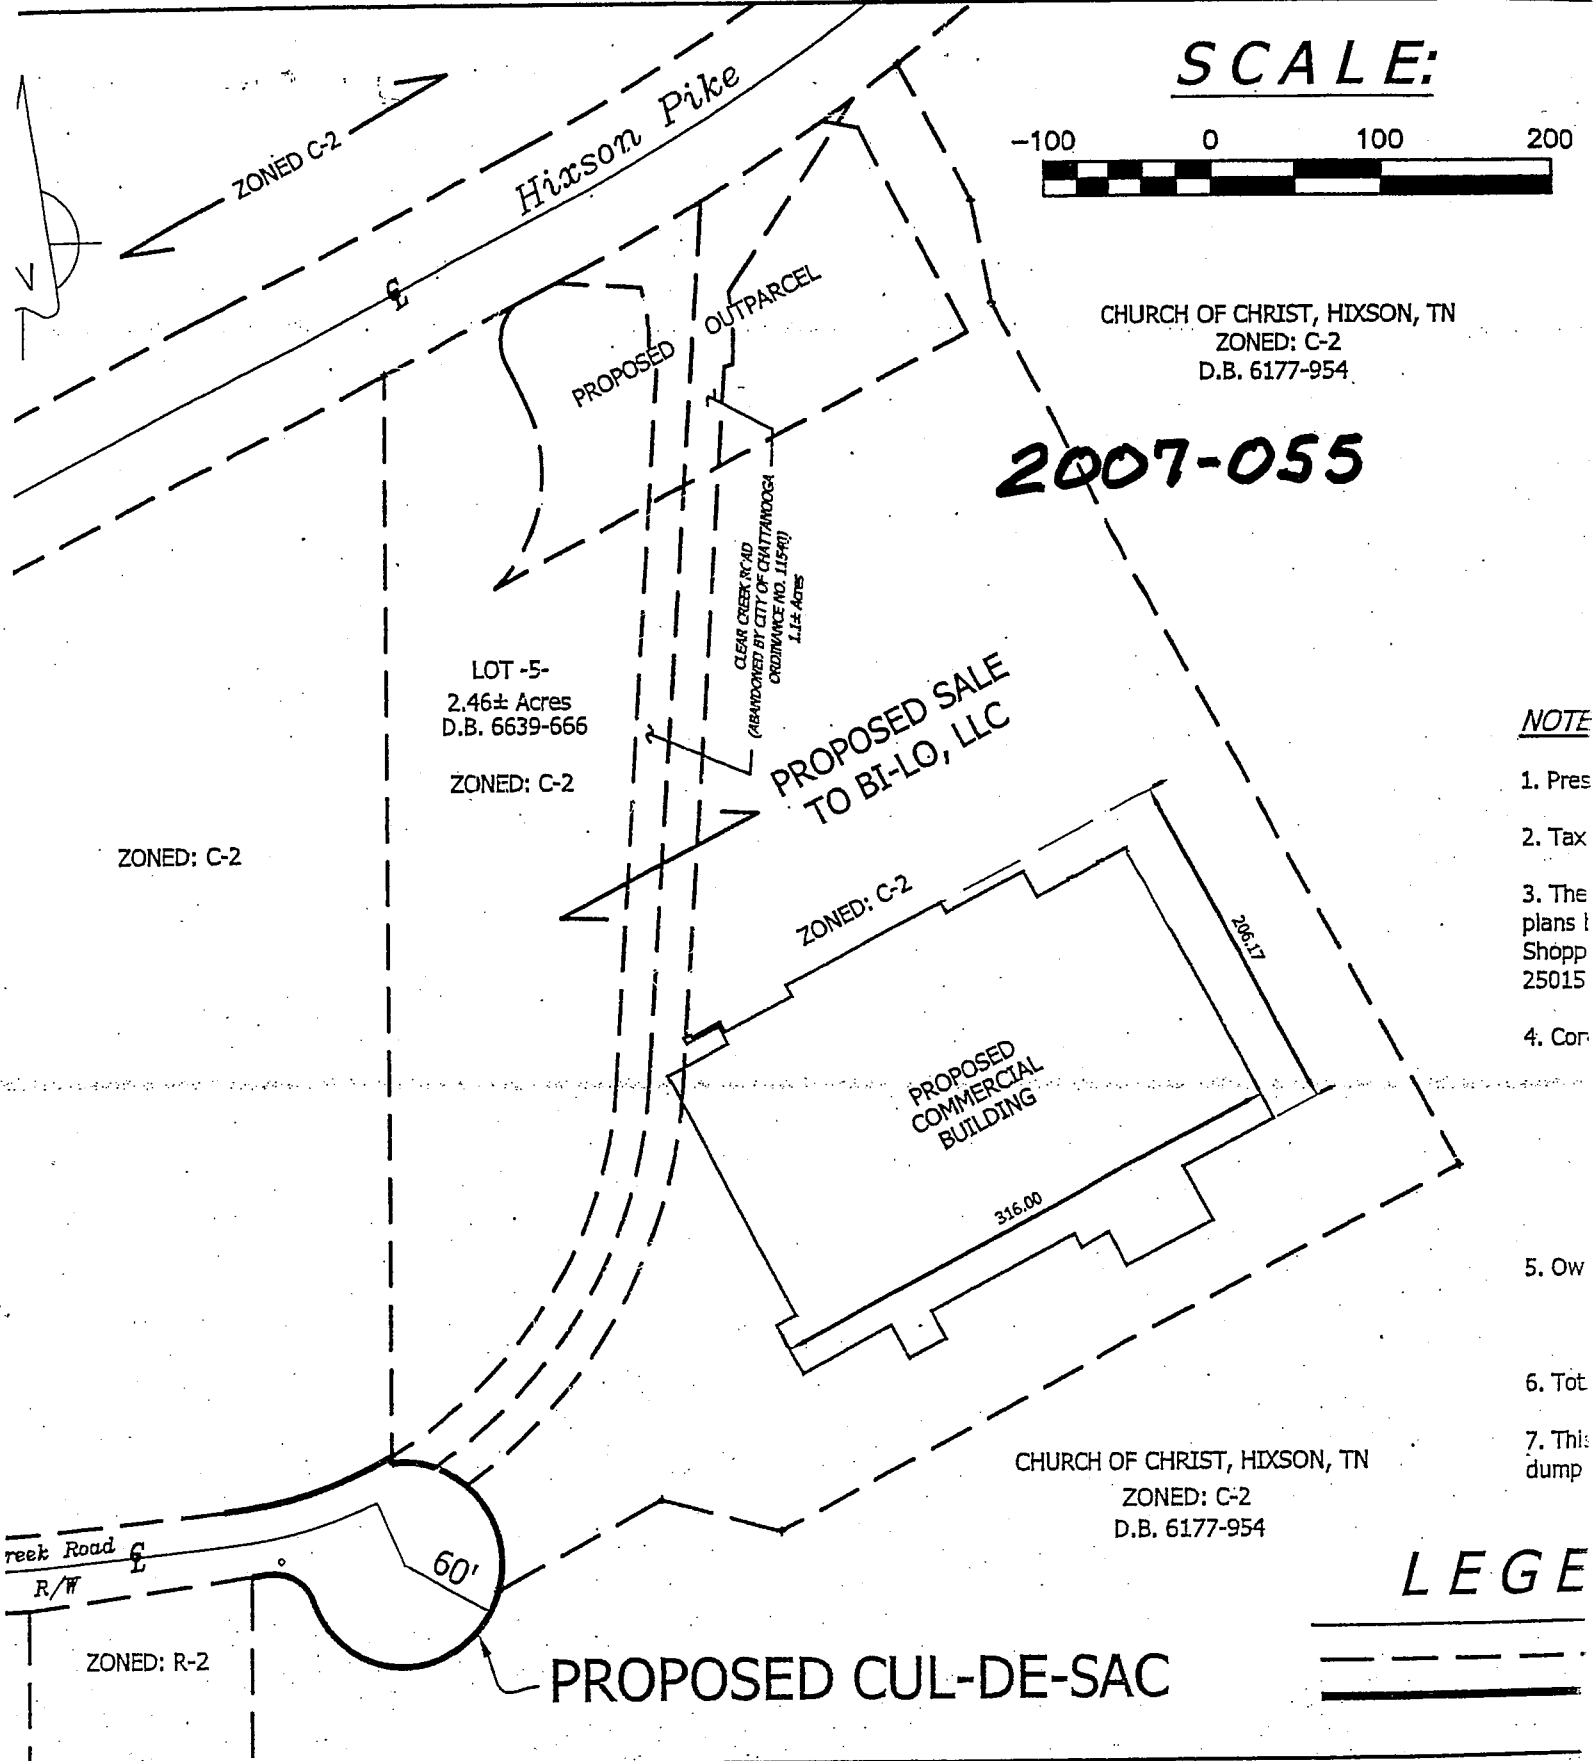 SCALE:
-100 0 100 200
ZONED C-2
Hixson Pike
CHURCH OF CHRIST, HIXSON, TN
ZONED: C-2
D.B. 6177-954
2007-055
PROPOSED OUTPARCEL
CLEAR CREEK ROAD
(ABANDONED BY CITY OF CHATTANOOGA
ORDINANCE NO. 11540)
1.1± Acres
LOT -5-
2.46± Acres
D.B. 6639-666
ZONED: C-2
PROPOSED SALE
TO BI-LO, LLC
ZONED: C-2
ZONED: C-2
206.17
PROPOSED
COMMERCIAL
BUILDING
316.00
NOTE
1. Pres
2. Tax
3. The
plans
Shopp
25015
4. Cor
5. Ow
6. Tot
7. This
dump
CHURCH OF CHRIST, HIXSON, TN
ZONED: C-2
D.B. 6177-954
reek Road
R/W
60'
ZONED: R-2
PROPOSED CUL-DE-SAC
LEGE